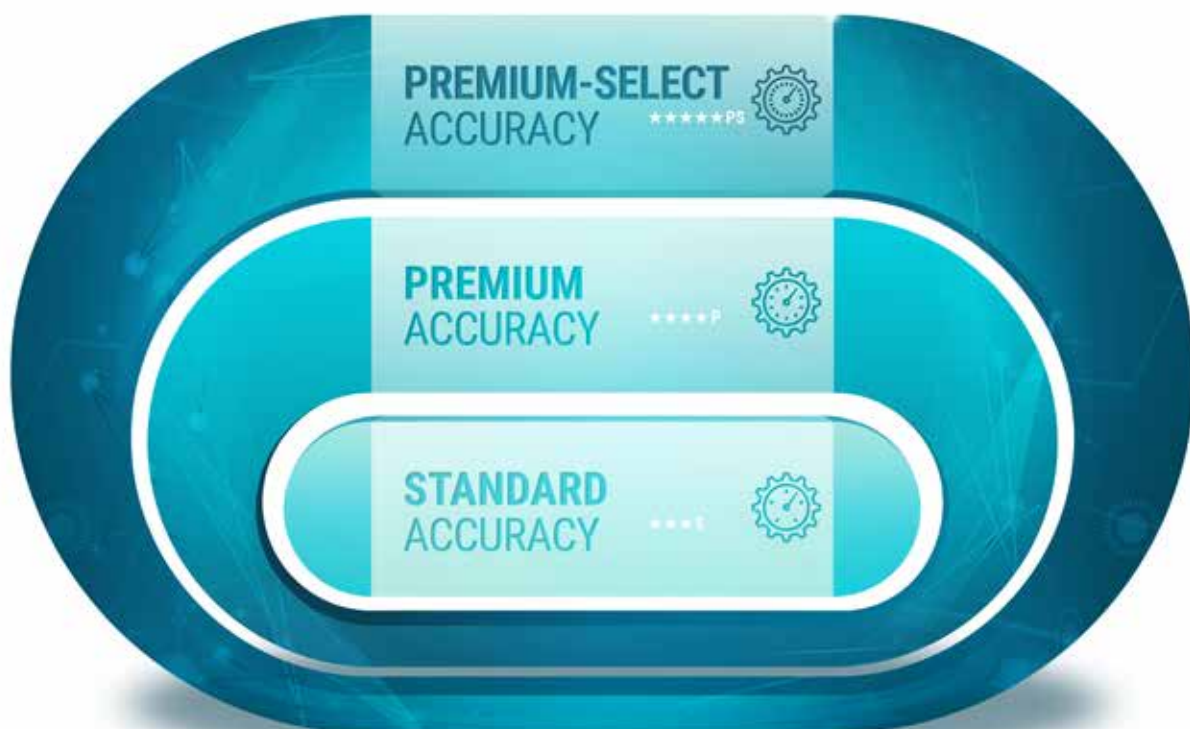 PREMIUM-SELECT
ACCURACY ★★★★★PS
PREMIUM
ACCURACY ★★★★P
STANDARD
ACCURACY ★★★S